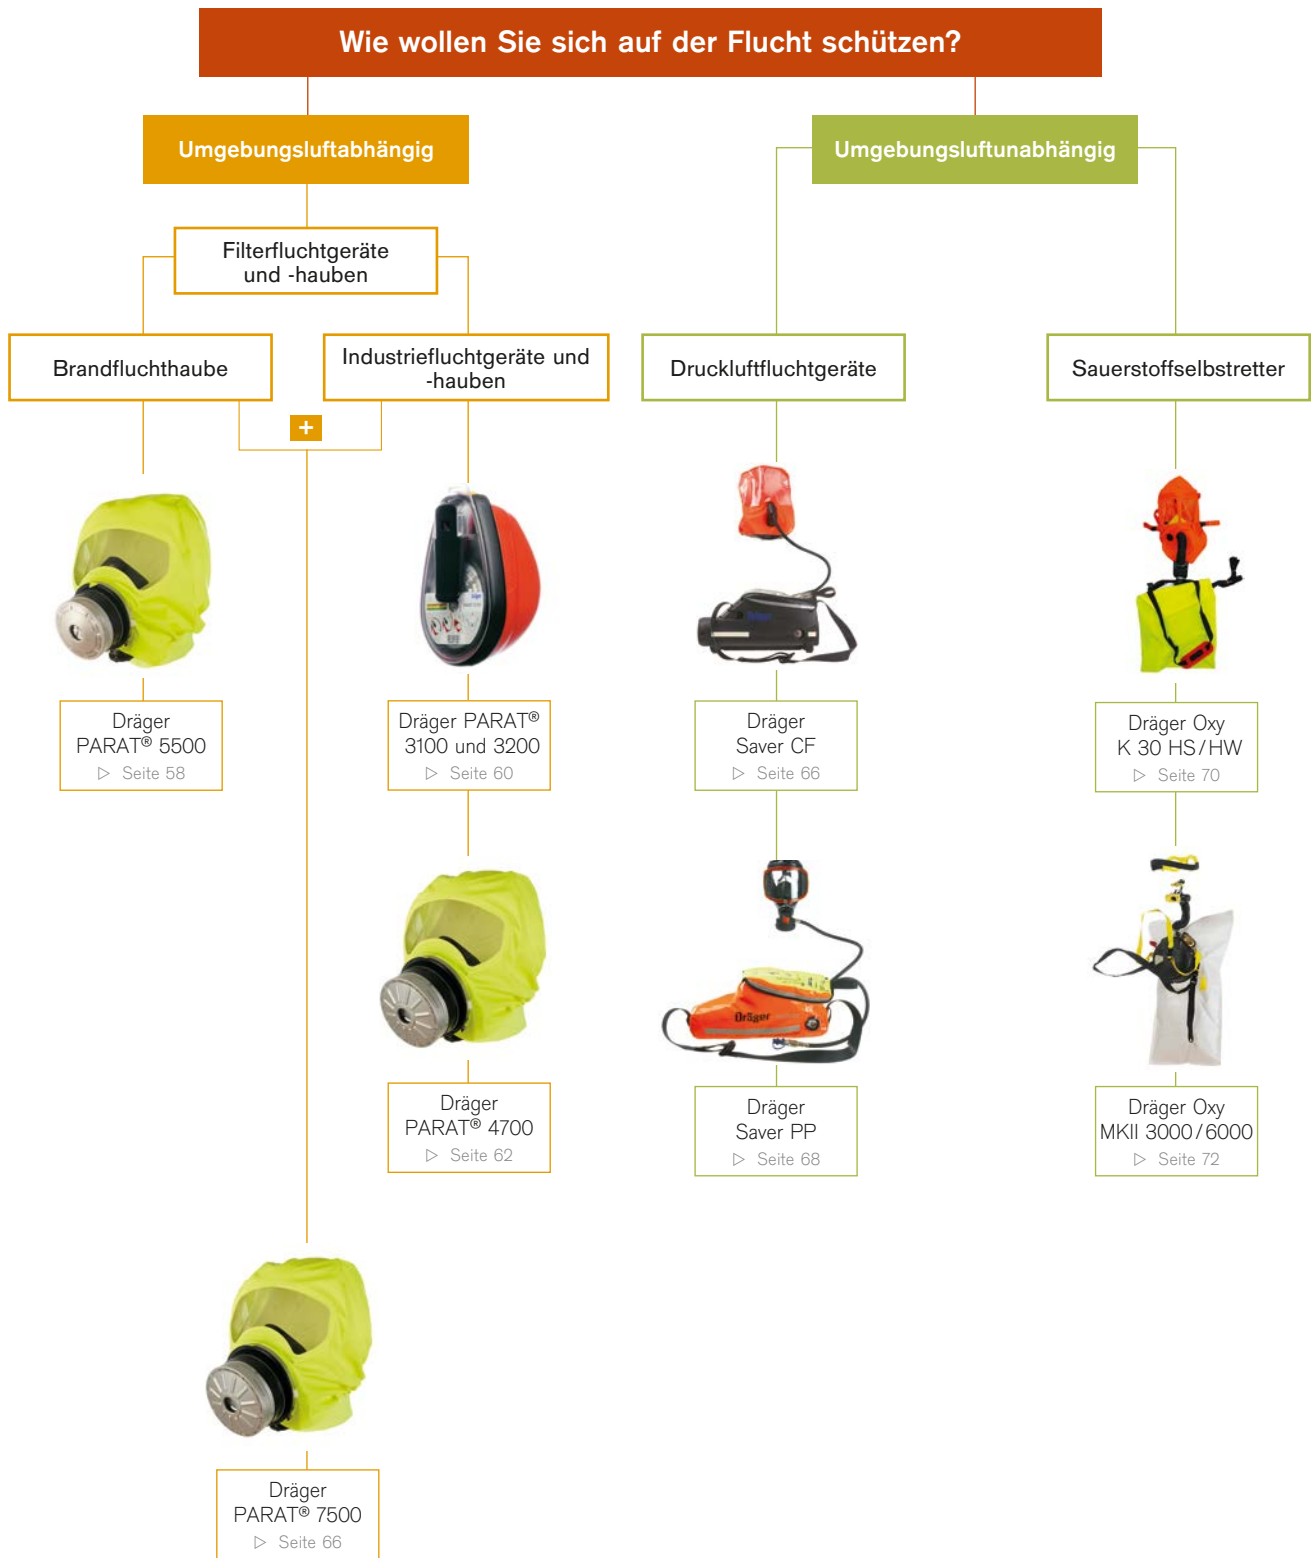 Wie wollen Sie sich auf der Flucht schützen?
Umgebungsluftabhängig
Umgebungsluftunabhängig
Filterfluchtgeräte
und -hauben
Brandfluchthaube
Industriefluchtgeräte und
-hauben
Druckluftfluchtgeräte
Sauerstoffselbstretter
+
Dräger
PARAT® 5500
▷ Seite 58
Dräger PARAT®
3100 und 3200
▷ Seite 60
Dräger
Saver CF
▷ Seite 66
Dräger Oxy
K 30 HS/HW
▷ Seite 70
Dräger
Dräger
PARAT® 4700
▷ Seite 62
Dräger
Saver PP
▷ Seite 68
Dräger Oxy
MKII 3000/6000
▷ Seite 72
Dräger
PARAT® 7500
▷ Seite 66